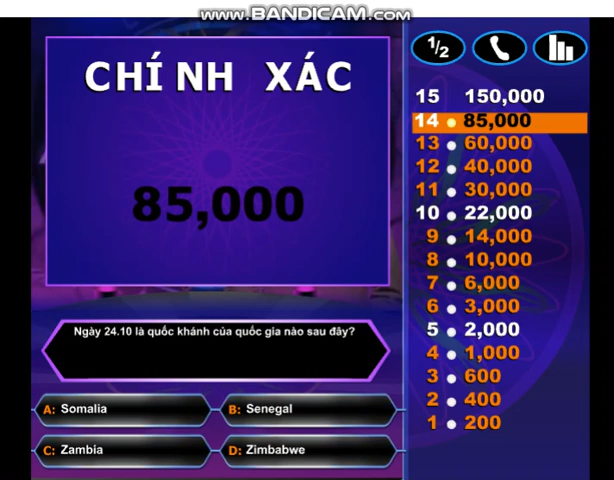 www.BANDICAM.com
CHÍNH XÁC
85,000
Ngày 24.10 là quốc khánh của quốc gia nào sau đây?
A: Somalia
B: Senegal
C: Zambia
D: Zimbabwe
1/2
15 150,000
14 • 85,000
13 • 60,000
12 • 40,000
11 • 30,000
10 • 22,000
9 • 14,000
8 • 10,000
7 • 6,000
6 • 3,000
5 • 2,000
4 • 1,000
3 • 600
2 • 400
1 • 200